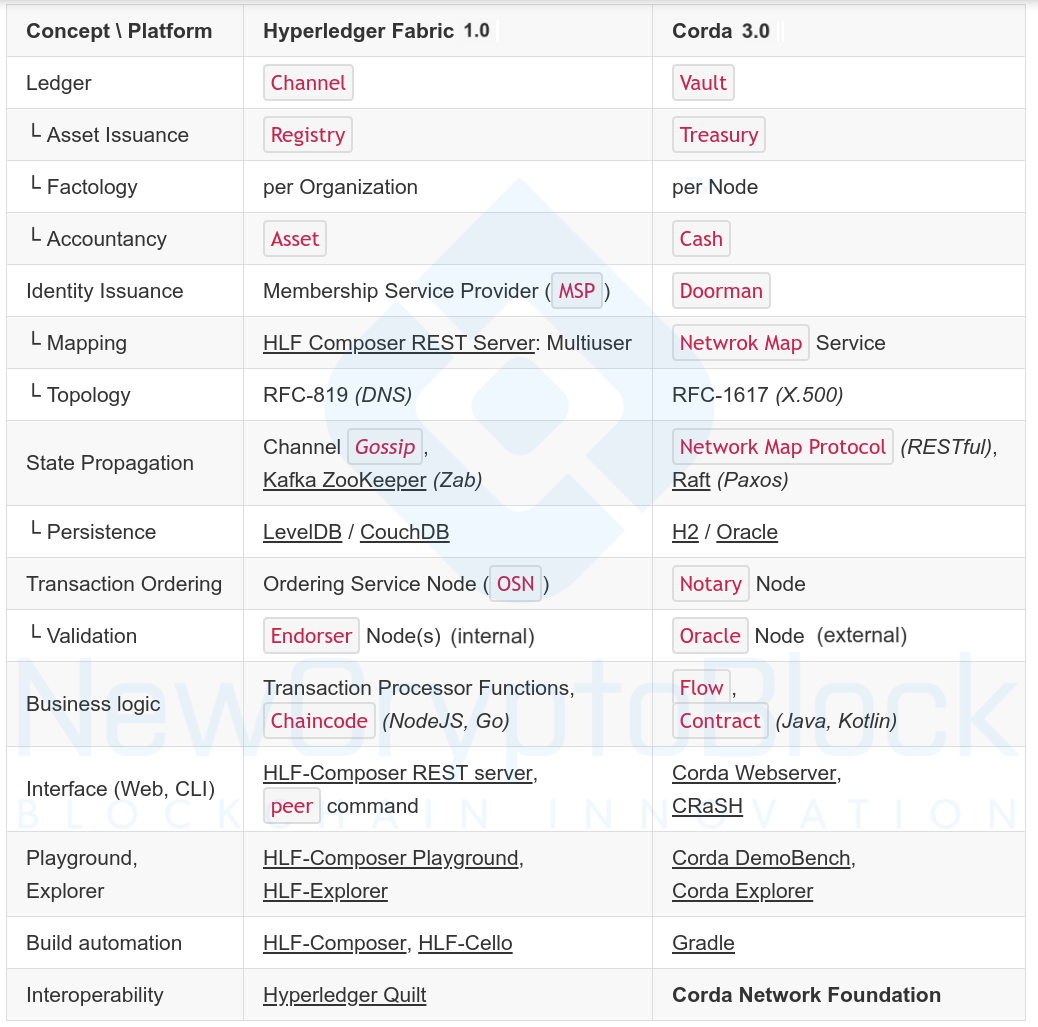 Concept \ Platform Hyperledger Fabric 1.0 Corda 3.0
Ledger Channel Vault
└ Asset Issuance Registry Treasury
└ Factology per Organization per Node
└ Accountancy Asset Cash
Identity Issuance Membership Service Provider ( MSP ) Doorman
└ Mapping HLF Composer REST Server: Multiuser Netwrok Map Service
└ Topology RFC-819 (DNS) RFC-1617 (X.500)
State Propagation Channel Gossip , Network Map Protocol (RESTful),
Kafka ZooKeeper (Zab) Raft (Paxos)
└ Persistence LevelDB / CouchDB H2 / Oracle
Transaction Ordering Ordering Service Node ( OSN ) Notary Node
└ Validation Endorser Node(s) (internal) Oracle Node (external)
Business logic Transaction Processor Functions, Flow ,
Chaincode (NodeJS, Go) Contract (Java, Kotlin)
Interface (Web, CLI) HLF-Composer REST server, Corda Webserver,
peer command CRaSH
Playground, HLF-Composer Playground, Corda DemoBench,
Explorer HLF-Explorer Corda Explorer
Build automation HLF-Composer, HLF-Cello Gradle
Interoperability Hyperledger Quilt Corda Network Foundation
NewCryptoBlock
BLOCKCHAIN INNOVATION